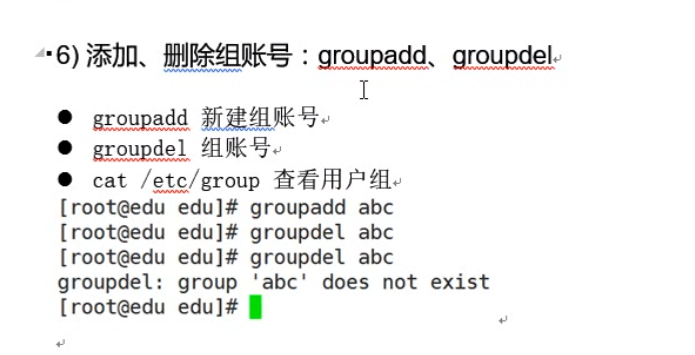 6) 添加、删除组账号：groupadd、groupdel
● groupadd 新建组账号
● groupdel 组账号
● cat /etc/group 查看用户组
[root@edu edu]# groupadd abc
[root@edu edu]# groupdel abc
[root@edu edu]# groupdel abc
groupdel: group 'abc' does not exist
[root@edu edu]#